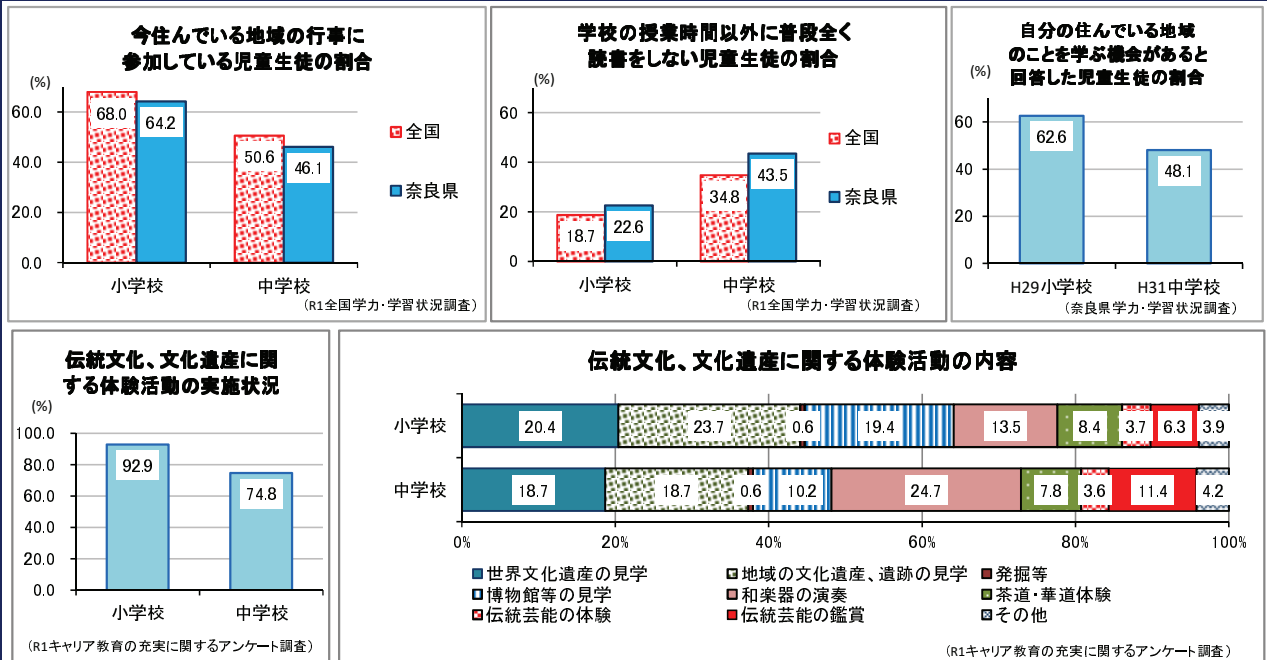 今住んでいる地域の行事に
参加している児童生徒の割合
(%)
60.0
40.0
20.0
0.0
68.0
64.2
50.6
46.1
小学校
中学校
全国
奈良県
(R1全国学力・学習状況調査)
学校の授業時間以外に普段全く
読書をしない児童生徒の割合
(%)
60
40
20
0
18.7
22.6
34.8
43.5
小学校
中学校
全国
奈良県
(R1全国学力・学習状況調査)
自分の住んでいる地域
のことを学ぶ機会があると
回答した児童生徒の割合
(%)
60
40
20
0
62.6
48.1
H29小学校
H31中学校
(奈良県学力・学習状況調査)
伝統文化、文化遺産に関
する体験活動の実施状況
(%)
100.0
80.0
60.0
40.0
20.0
0.0
92.9
74.8
小学校
中学校
(R1キャリア教育の充実に関するアンケート調査)
伝統文化、文化遺産に関する体験活動の内容
小学校 20.4 23.7 0.6 19.4 13.5 8.4 3.7 6.3 3.9
中学校 18.7 18.7 0.6 10.2 24.7 7.8 3.6 11.4 4.2
0% 20% 40% 60% 80% 100%
世界文化遺産の見学 地域の文化遺産、遺跡の見学 発掘等
博物館等の見学 和楽器の演奏 茶道・華道体験
伝統芸能の体験 伝統芸能の鑑賞 その他
(R1キャリア教育の充実に関するアンケート調査)